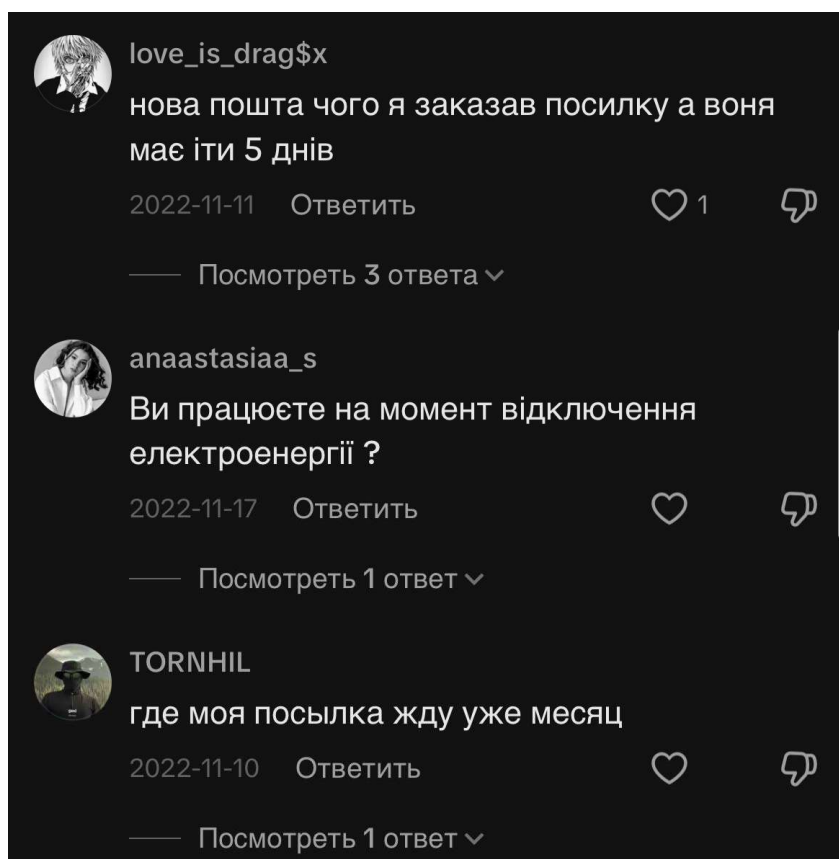 love_is_drag$x
нова пошта чого я заказав посилку а воня
має іти 5 днів
2022-11-11 Ответить 1
Посмотреть 3 ответа
anaastasiaa_s
Ви працюєте на момент відключення
електроенергії ?
2022-11-17 Ответить
Посмотреть 1 ответ
TORNHIL
где моя посылка жду уже месяц
2022-11-10 Ответить
Посмотреть 1 ответ